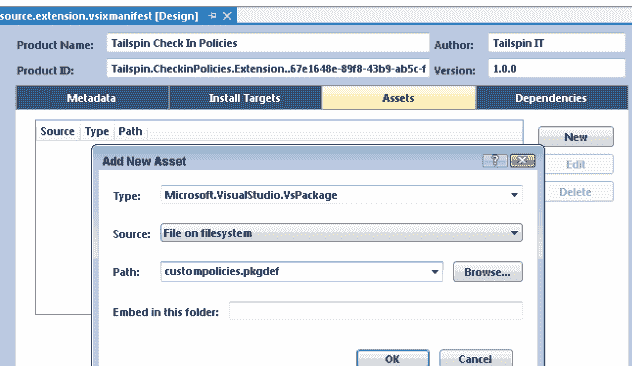 source.extension.vsixmanifest [Design]
Product Name: Tailspin Check In Policies Author: Tailspin IT
Product ID: Tailspin.CheckinPolicies.Extension..67e1648e-89f8-43b9-ab5c-f Version: 1.0.0
Metadata Install Targets Assets Dependencies
Source Type Path
New
Edit
Delete
Add New Asset
Type: Microsoft.VisualStudio.VsPackage
Source: File on filesystem
Path: custompolicies.pkgdef Browse...
Embed in this folder:
OK Cancel